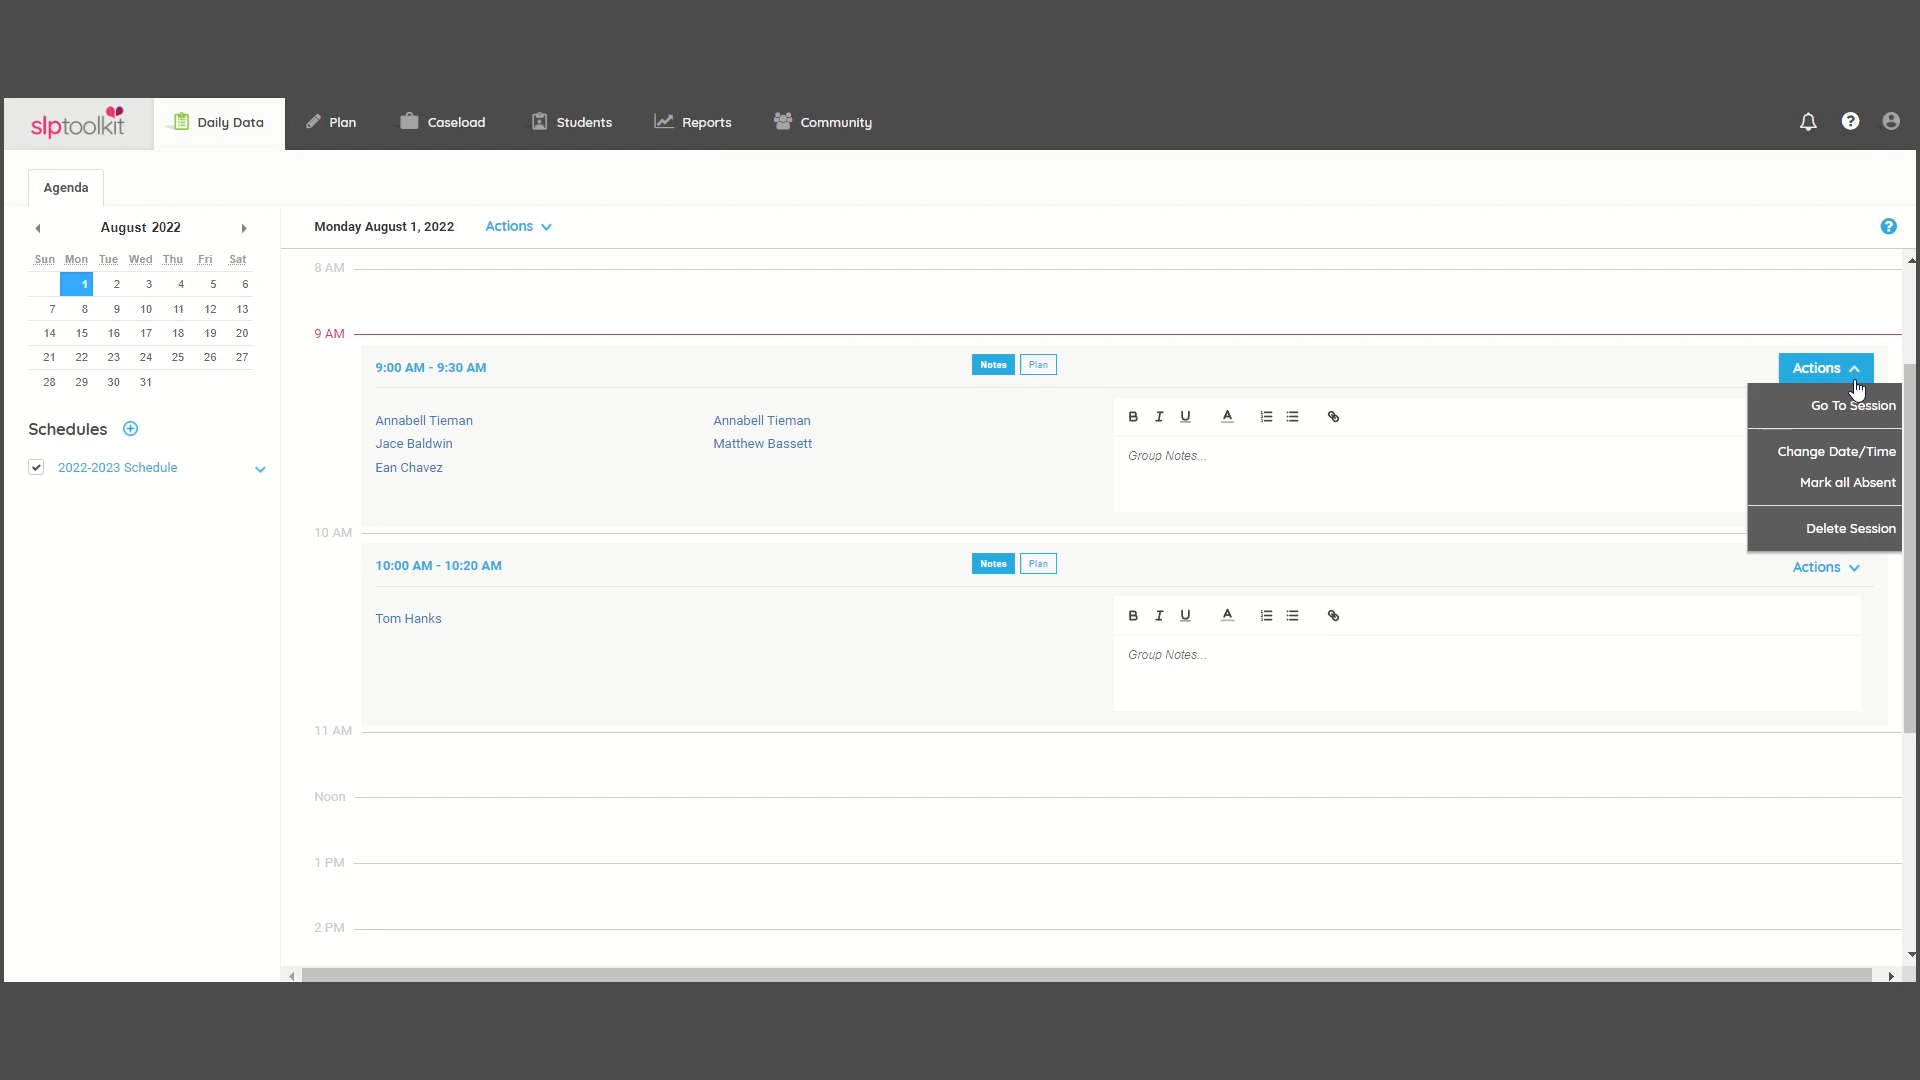 slptoolkit
Daily Data
Plan
Caseload
Students
Reports
Community
?
Agenda
August 2022
Sun Mon Tue Wed Thu Fri Sat
1 2 3 4 5 6
7 8 9 10 11 12 13
14 15 16 17 18 19 20
21 22 23 24 25 26 27
28 29 30 31
Schedules
2022-2023 Schedule
Monday August 1, 2022
Actions
?
8 AM
9 AM
9:00 AM - 9:30 AM
Notes
Plan
Actions
Go To Session
Change Date/Time
Mark all Absent
Delete Session
Annabell Tieman
Jace Baldwin
Ean Chavez
Annabell Tieman
Matthew Bassett
B I U A
Group Notes...
10 AM
10:00 AM - 10:20 AM
Notes
Plan
Actions
Tom Hanks
B I U A
Group Notes...
11 AM
Noon
1 PM
2 PM